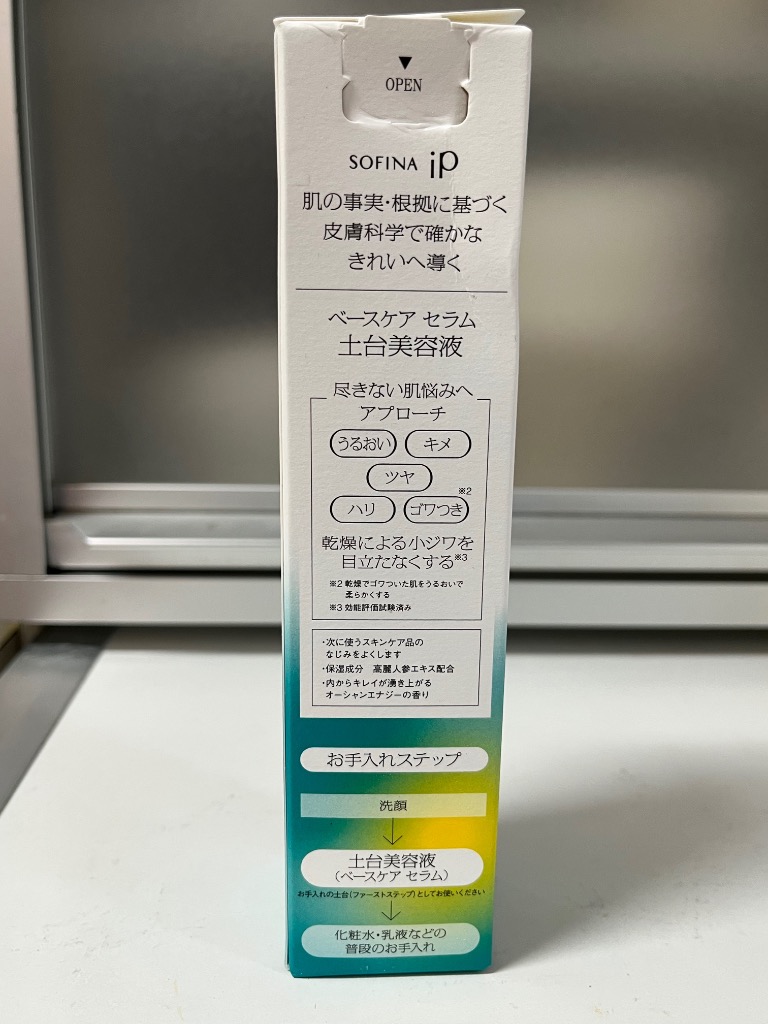 ▼
OPEN
SOFINA iP
肌の事実・根拠に基づく
皮膚科学で確かな
きれいへ導く
ベースケア セラム
土台美容液
尽きない肌悩みへ
アプローチ
うるおい キメ
ツヤ
ハリ ゴワつき※2
乾燥による小ジワを
目立たなくする※3
※2 乾燥でゴワついた肌をうるおいで
柔らかくする
※3 効能評価試験済み
・次に使うスキンケア品の
なじみをよくします
・保湿成分 高麗人参エキス配合
・内からキレイが湧き上がる
オーシャンエナジーの香り
お手入れステップ
洗顔
土台美容液
（ベースケア セラム）
お手入れの土台（ファーストステップ）としてお使いください
化粧水・乳液などの
普段のお手入れ